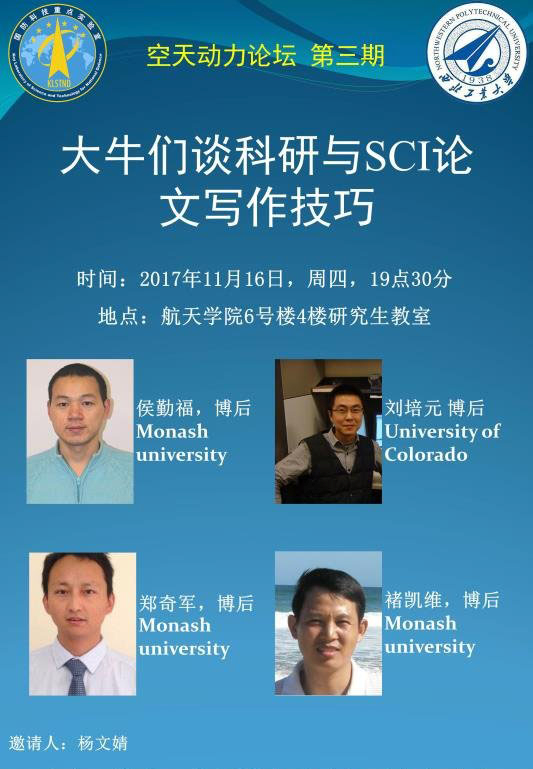 国防科技重点实验室
KLSTND
空天动力论坛 第三期
NORTHWESTERN POLYTECHNICAL UNIVERSITY
1938
西北工业大学
大牛们谈科研与SCI论
文写作技巧
时间：2017年11月16日，周四，19点30分
地点：航天学院6号楼4楼研究生教室
侯勤福，博后
Monash
university
刘培元 博后
University of
Colorado
郑奇军，博后
Monash
university
褚凯维，博后
Monash
university
邀请人：杨文婧